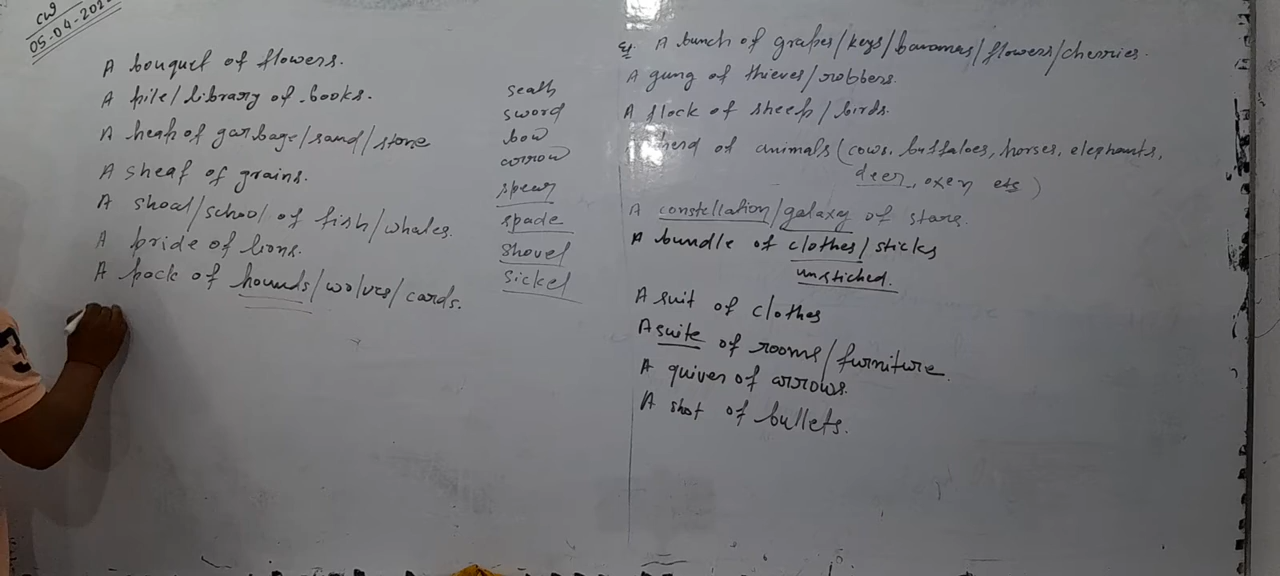 CW
05-04-202
A bouquet of flowers.
A pile/library of books.
A heap of garbage/sand/stone
A sheaf of grains.
A shoal/school of fish/whales.
A pride of lions.
A pack of hounds/wolves/cards.
seath
sword
bow
arrow
spear
spade
shovel
sickel
A bunch of grapes/keys/bananas/flowers/cherries.
A gang of thieves/robbers.
A flock of sheep/birds.
herd of animals (cows, buffaloes, horses, elephants,
deer, oxen etc)
A constellation/galaxy of stars
A bundle of clothes/sticks
unstiched.
A suit of clothes
A suite of rooms/furniture.
A quiver of arrows.
A shot of bullets.